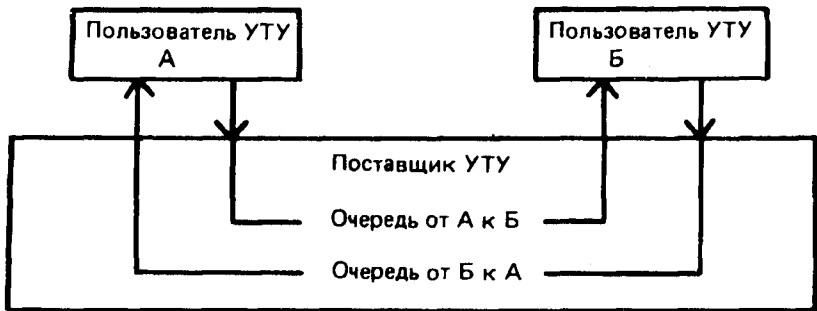 Пользователь УТУ
А
Пользователь УТУ
Б
Поставщик УТУ
Очередь от А к Б
Очередь от Б к А